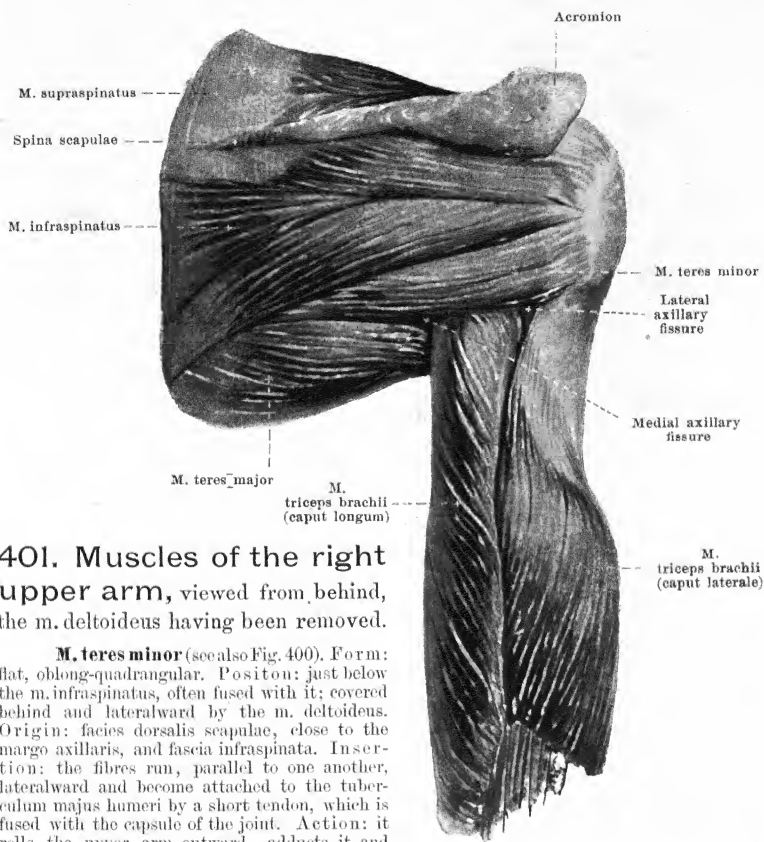 Acromion
M. supraspinatus
Spina scapulae
M. infraspinatus
M. teres minor
Lateral
axillary
fissure
Medial axillary
fissure
M. teres major
M.
triceps brachii
(caput longum)
M.
triceps brachii
(caput laterale)
401. Muscles of the right
upper arm, viewed from behind,
the m. deltoideus having been removed.
M. teres minor (see also Fig. 400). Form:
flat, oblong-quadrangular. Positon: just below
the m. infraspinatus, often fused with it; covered
behind and lateralward by the m. deltoideus.
Origin: facies dorsalis scapulae, close to the
margo axillaris, and fascia infraspinata. Inser-
tion: the fibres run, parallel to one another,
lateralward and become attached to the tuber-
culum majus humeri by a short tendon, which is
fused with the capsule of the joint. Action: it
rolls the upper arm outward, adducts it and